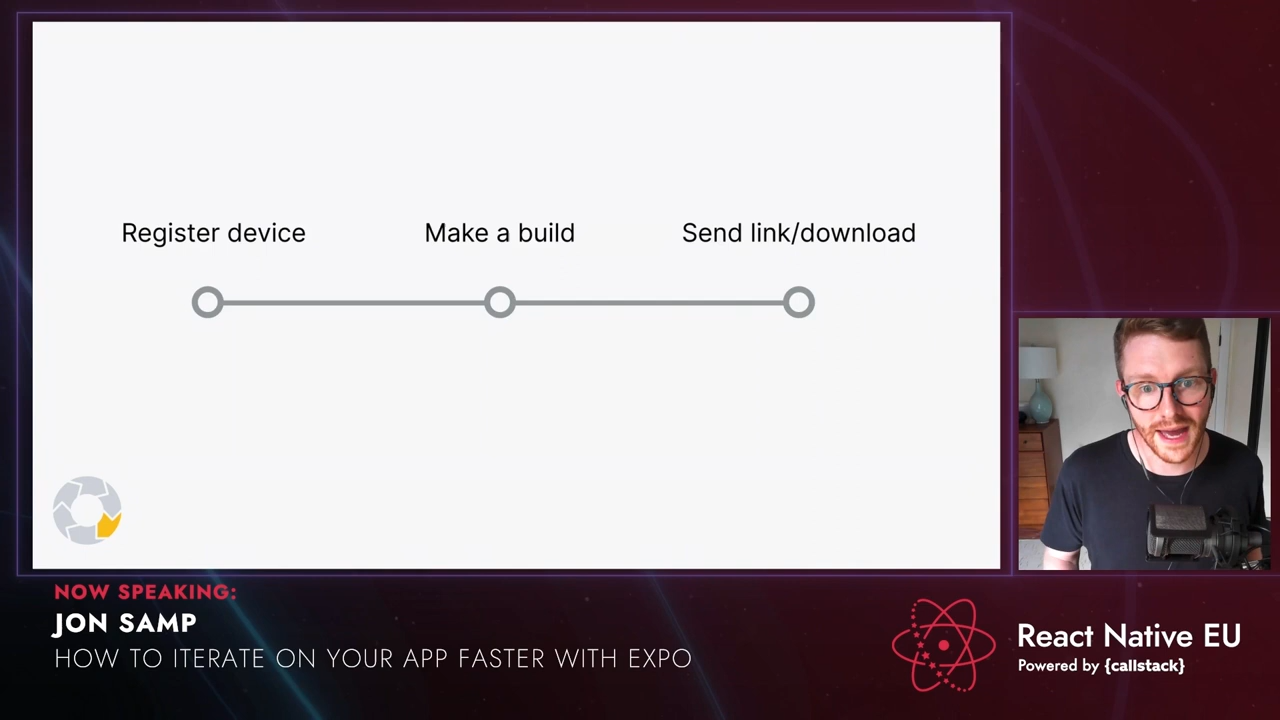 Register device
Make a build
Send link/download
NOW SPEAKING:
JON SAMP
HOW TO ITERATE ON YOUR APP FASTER WITH EXPO
React Native EU
Powered by {callstack}